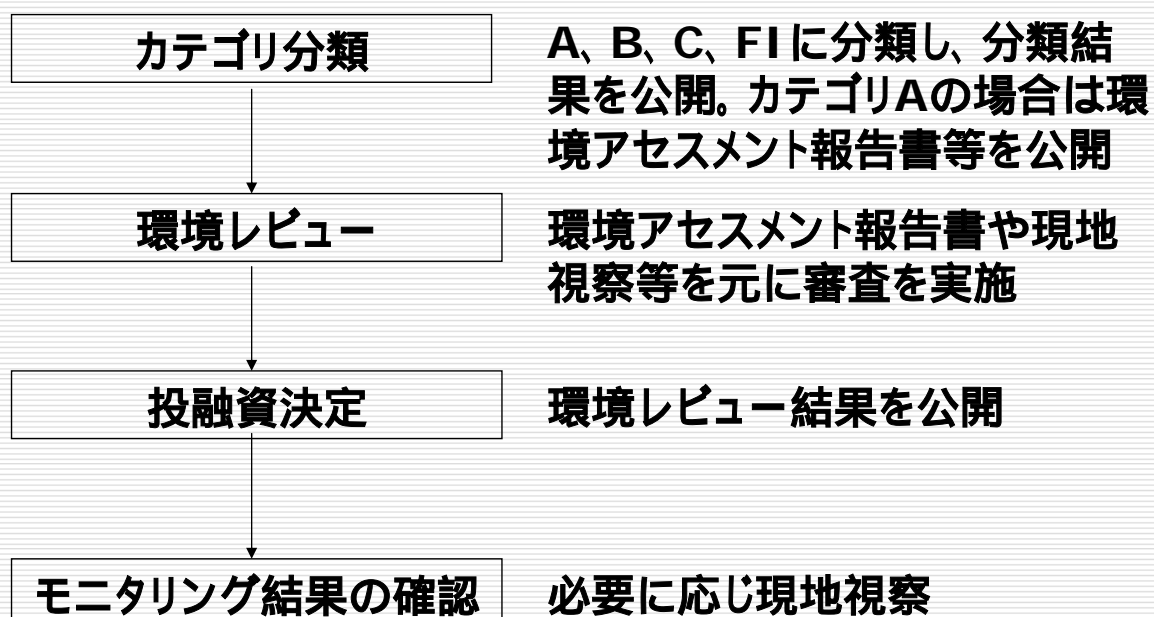 カテゴリ分類
A、B、C、FIに分類し、分類結
果を公開。カテゴリAの場合は環
境アセスメント報告書等を公開
環境レビュー
環境アセスメント報告書や現地
視察等を元に審査を実施
投融資決定
環境レビュー結果を公開
モニタリング結果の確認
必要に応じ現地視察